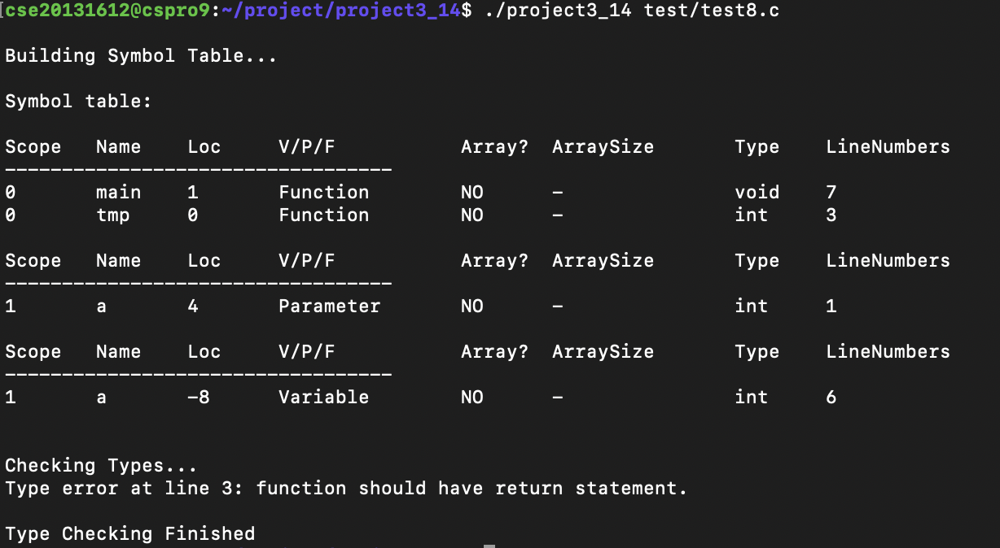 [cse20131612@cspro9:~/project/project3_14$ ./project3_14 test/test8.c
Building Symbol Table...
Symbol table:
Scope   Name    Loc     V/P/F           Array?  ArraySize       Type    LineNumbers
----------------------------------
0       main    1       Function        NO      -               void    7
0       tmp     0       Function        NO      -               int     3
Scope   Name    Loc     V/P/F           Array?  ArraySize       Type    LineNumbers
----------------------------------
1       a       4       Parameter       NO      -               int     1
Scope   Name    Loc     V/P/F           Array?  ArraySize       Type    LineNumbers
----------------------------------
1       a       -8      Variable        NO      -               int     6
Checking Types...
Type error at line 3: function should have return statement.
Type Checking Finished